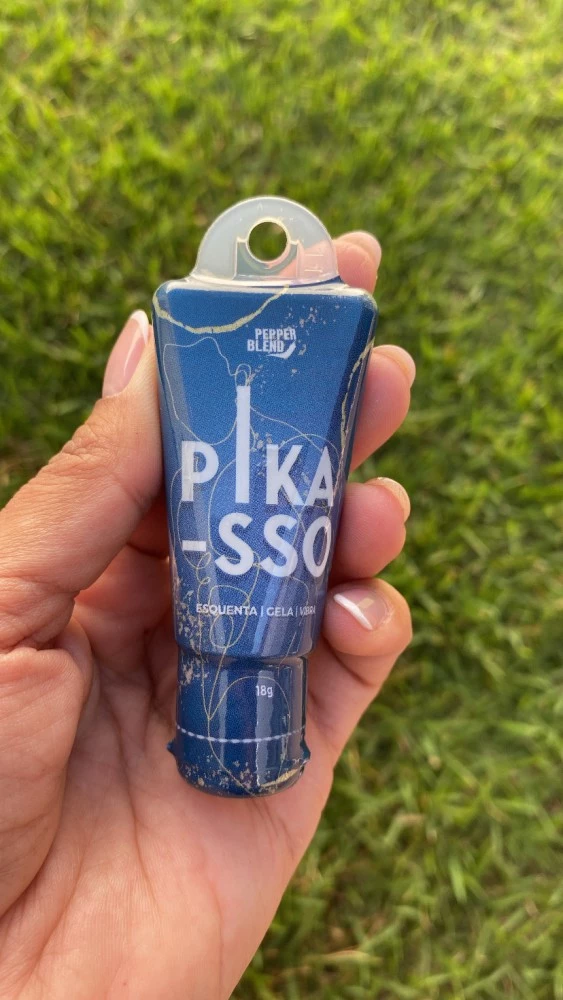 PEPPER
BLEND
PIKA
-SSO
ESQUENTA | GELA | VIBRA
18g